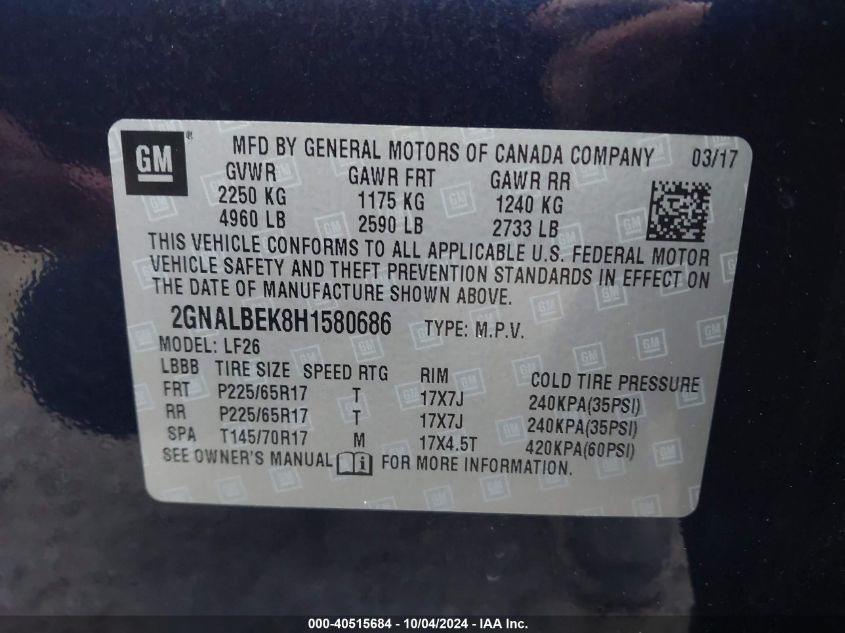 GM ®
MFD BY GENERAL MOTORS OF CANADA COMPANY 03/17
GVWR GAWR FRT GAWR RR
2250 KG 1175 KG 1240 KG
4960 LB 2590 LB 2733 LB
THIS VEHICLE CONFORMS TO ALL APPLICABLE U.S. FEDERAL MOTOR
VEHICLE SAFETY AND THEFT PREVENTION STANDARDS IN EFFECT ON
THE DATE OF MANUFACTURE SHOWN ABOVE.
2GNALBEK8H1580686 TYPE: M.P.V.
MODEL: LF26
LBBB TIRE SIZE SPEED RTG RIM COLD TIRE PRESSURE
FRT P225/65R17 T 17X7J 240KPA(35PSI)
RR P225/65R17 T 17X7J 240KPA(35PSI)
SPA T145/70R17 M 17X4.5T 420KPA(60PSI)
SEE OWNER'S MANUAL i FOR MORE INFORMATION.
000-40515684 - 10/04/2024 - IAA Inc.